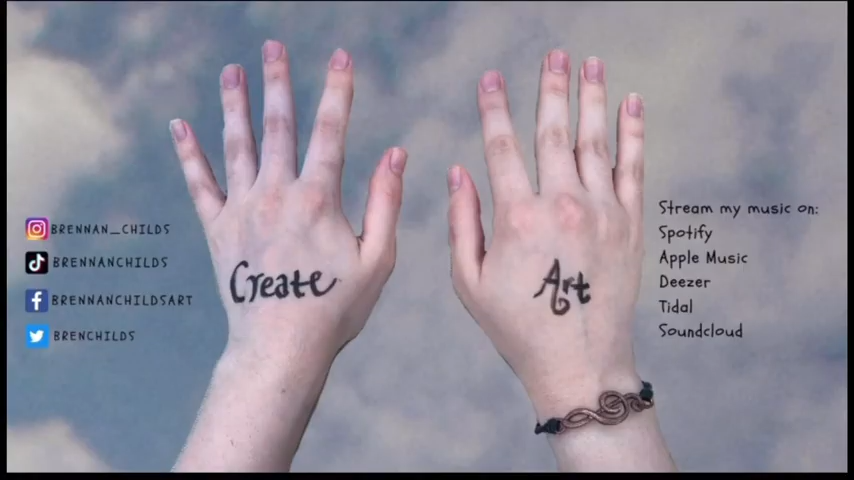 BRENNAN_CHILDS
BRENNANCHILDS
BRENNANCHILDSART
BRENCHILDS
Create
Art
Stream my music on:
Spotify
Apple Music
Deezer
Tidal
Soundcloud